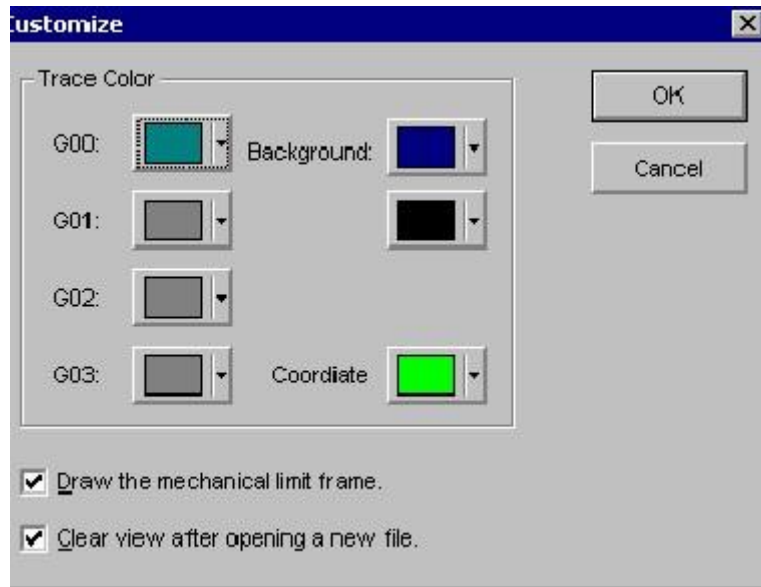 Customize
Trace Color
OK
G00:
Background:
Cancel
G01:
G02:
G03:
Coordiate
Draw the mechanical limit frame.
Clear view after opening a new file.